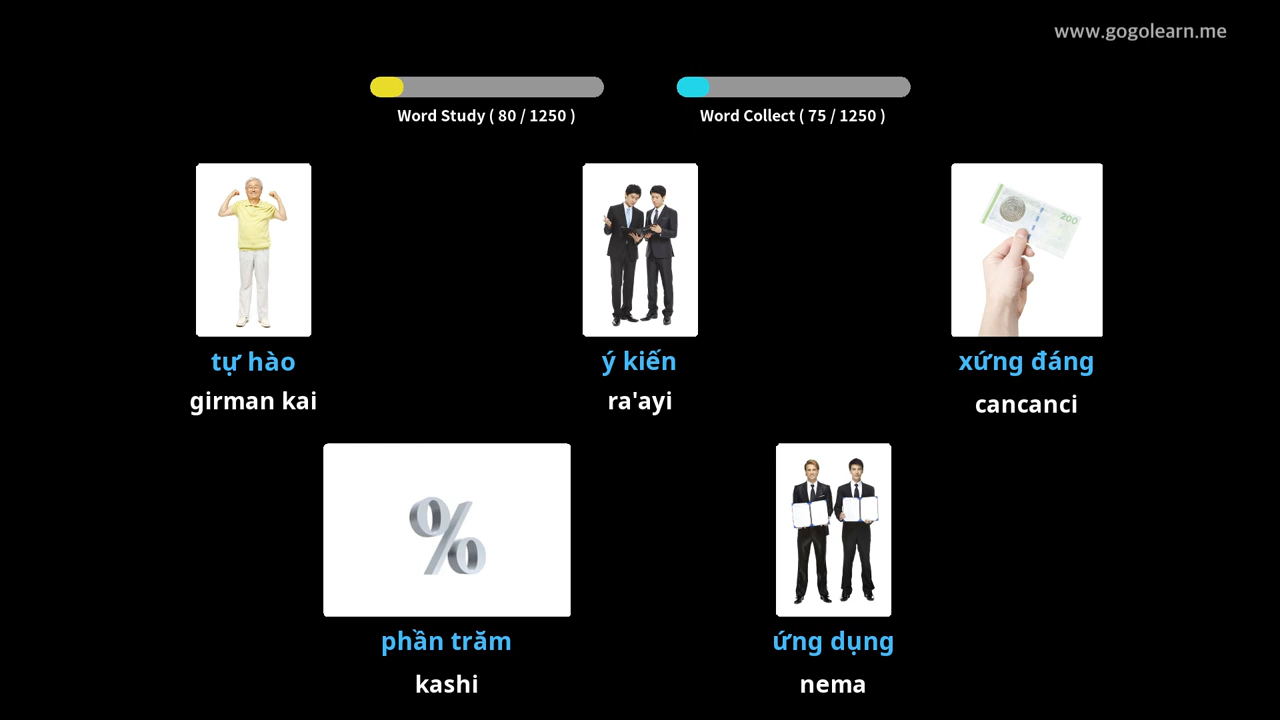 www.gogolearn.me
Word Study ( 80 / 1250 )
Word Collect ( 75 / 1250 )
tự hào
girman kai
ý kiến
ra'ayi
200
xứng đáng
cancanci
%
phần trăm
kashi
ứng dụng
nema